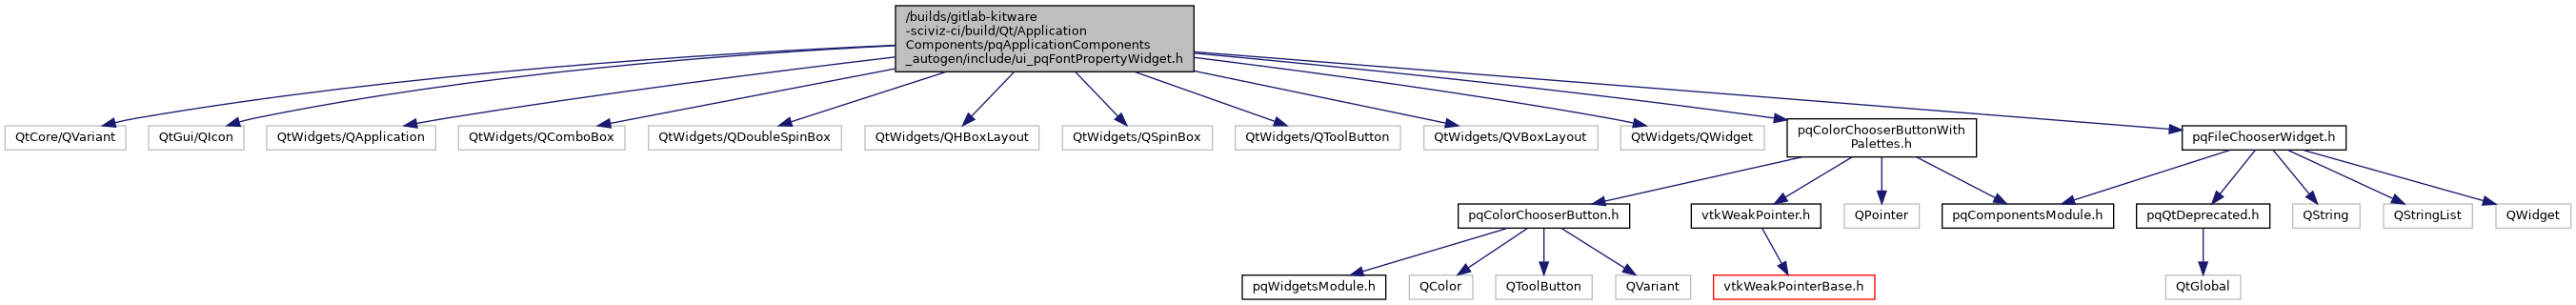 /builds/gitlab-kitware
-sciviz-ci/build/Qt/Application
Components/pqApplicationComponents
_autogen/include/ui_pqFontPropertyWidget.h
QtCore/QVariant
QtGui/QIcon
QtWidgets/QApplication
QtWidgets/QComboBox
QtWidgets/QDoubleSpinBox
QtWidgets/QHBoxLayout
QtWidgets/QSpinBox
QtWidgets/QToolButton
QtWidgets/QVBoxLayout
QtWidgets/QWidget
pqColorChooserButtonWith
Palettes.h
pqFileChooserWidget.h
pqColorChooserButton.h
vtkWeakPointer.h
QPointer
pqComponentsModule.h
pqQtDeprecated.h
QString
QStringList
QWidget
pqWidgetsModule.h
QColor
QToolButton
QVariant
vtkWeakPointerBase.h
QtGlobal